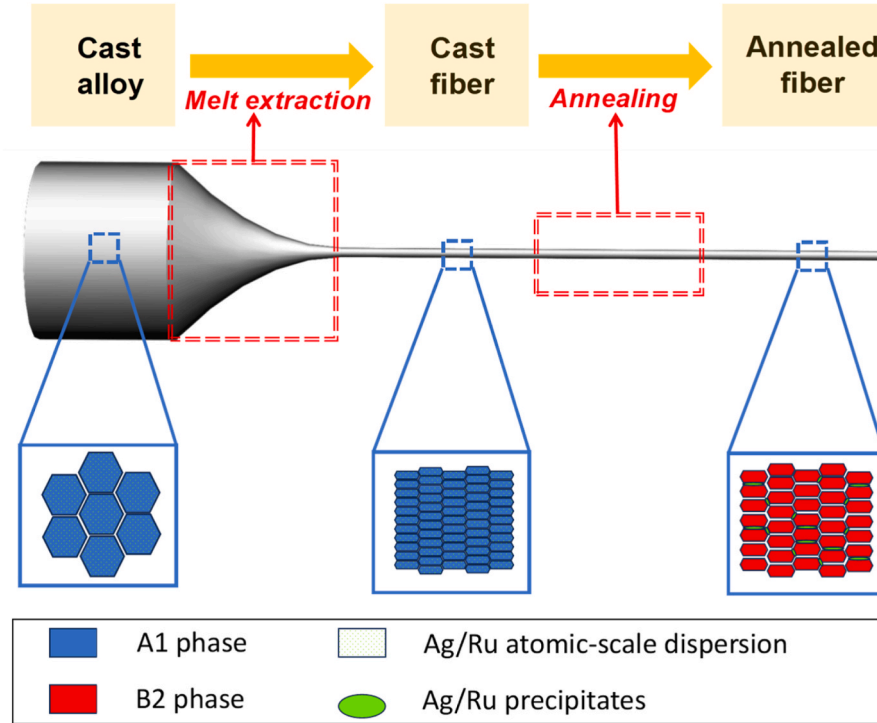 Cast
alloy
Melt extraction
Cast
fiber
Annealing
Annealed
fiber
A1 phase
Ag/Ru atomic-scale dispersion
B2 phase
Ag/Ru precipitates